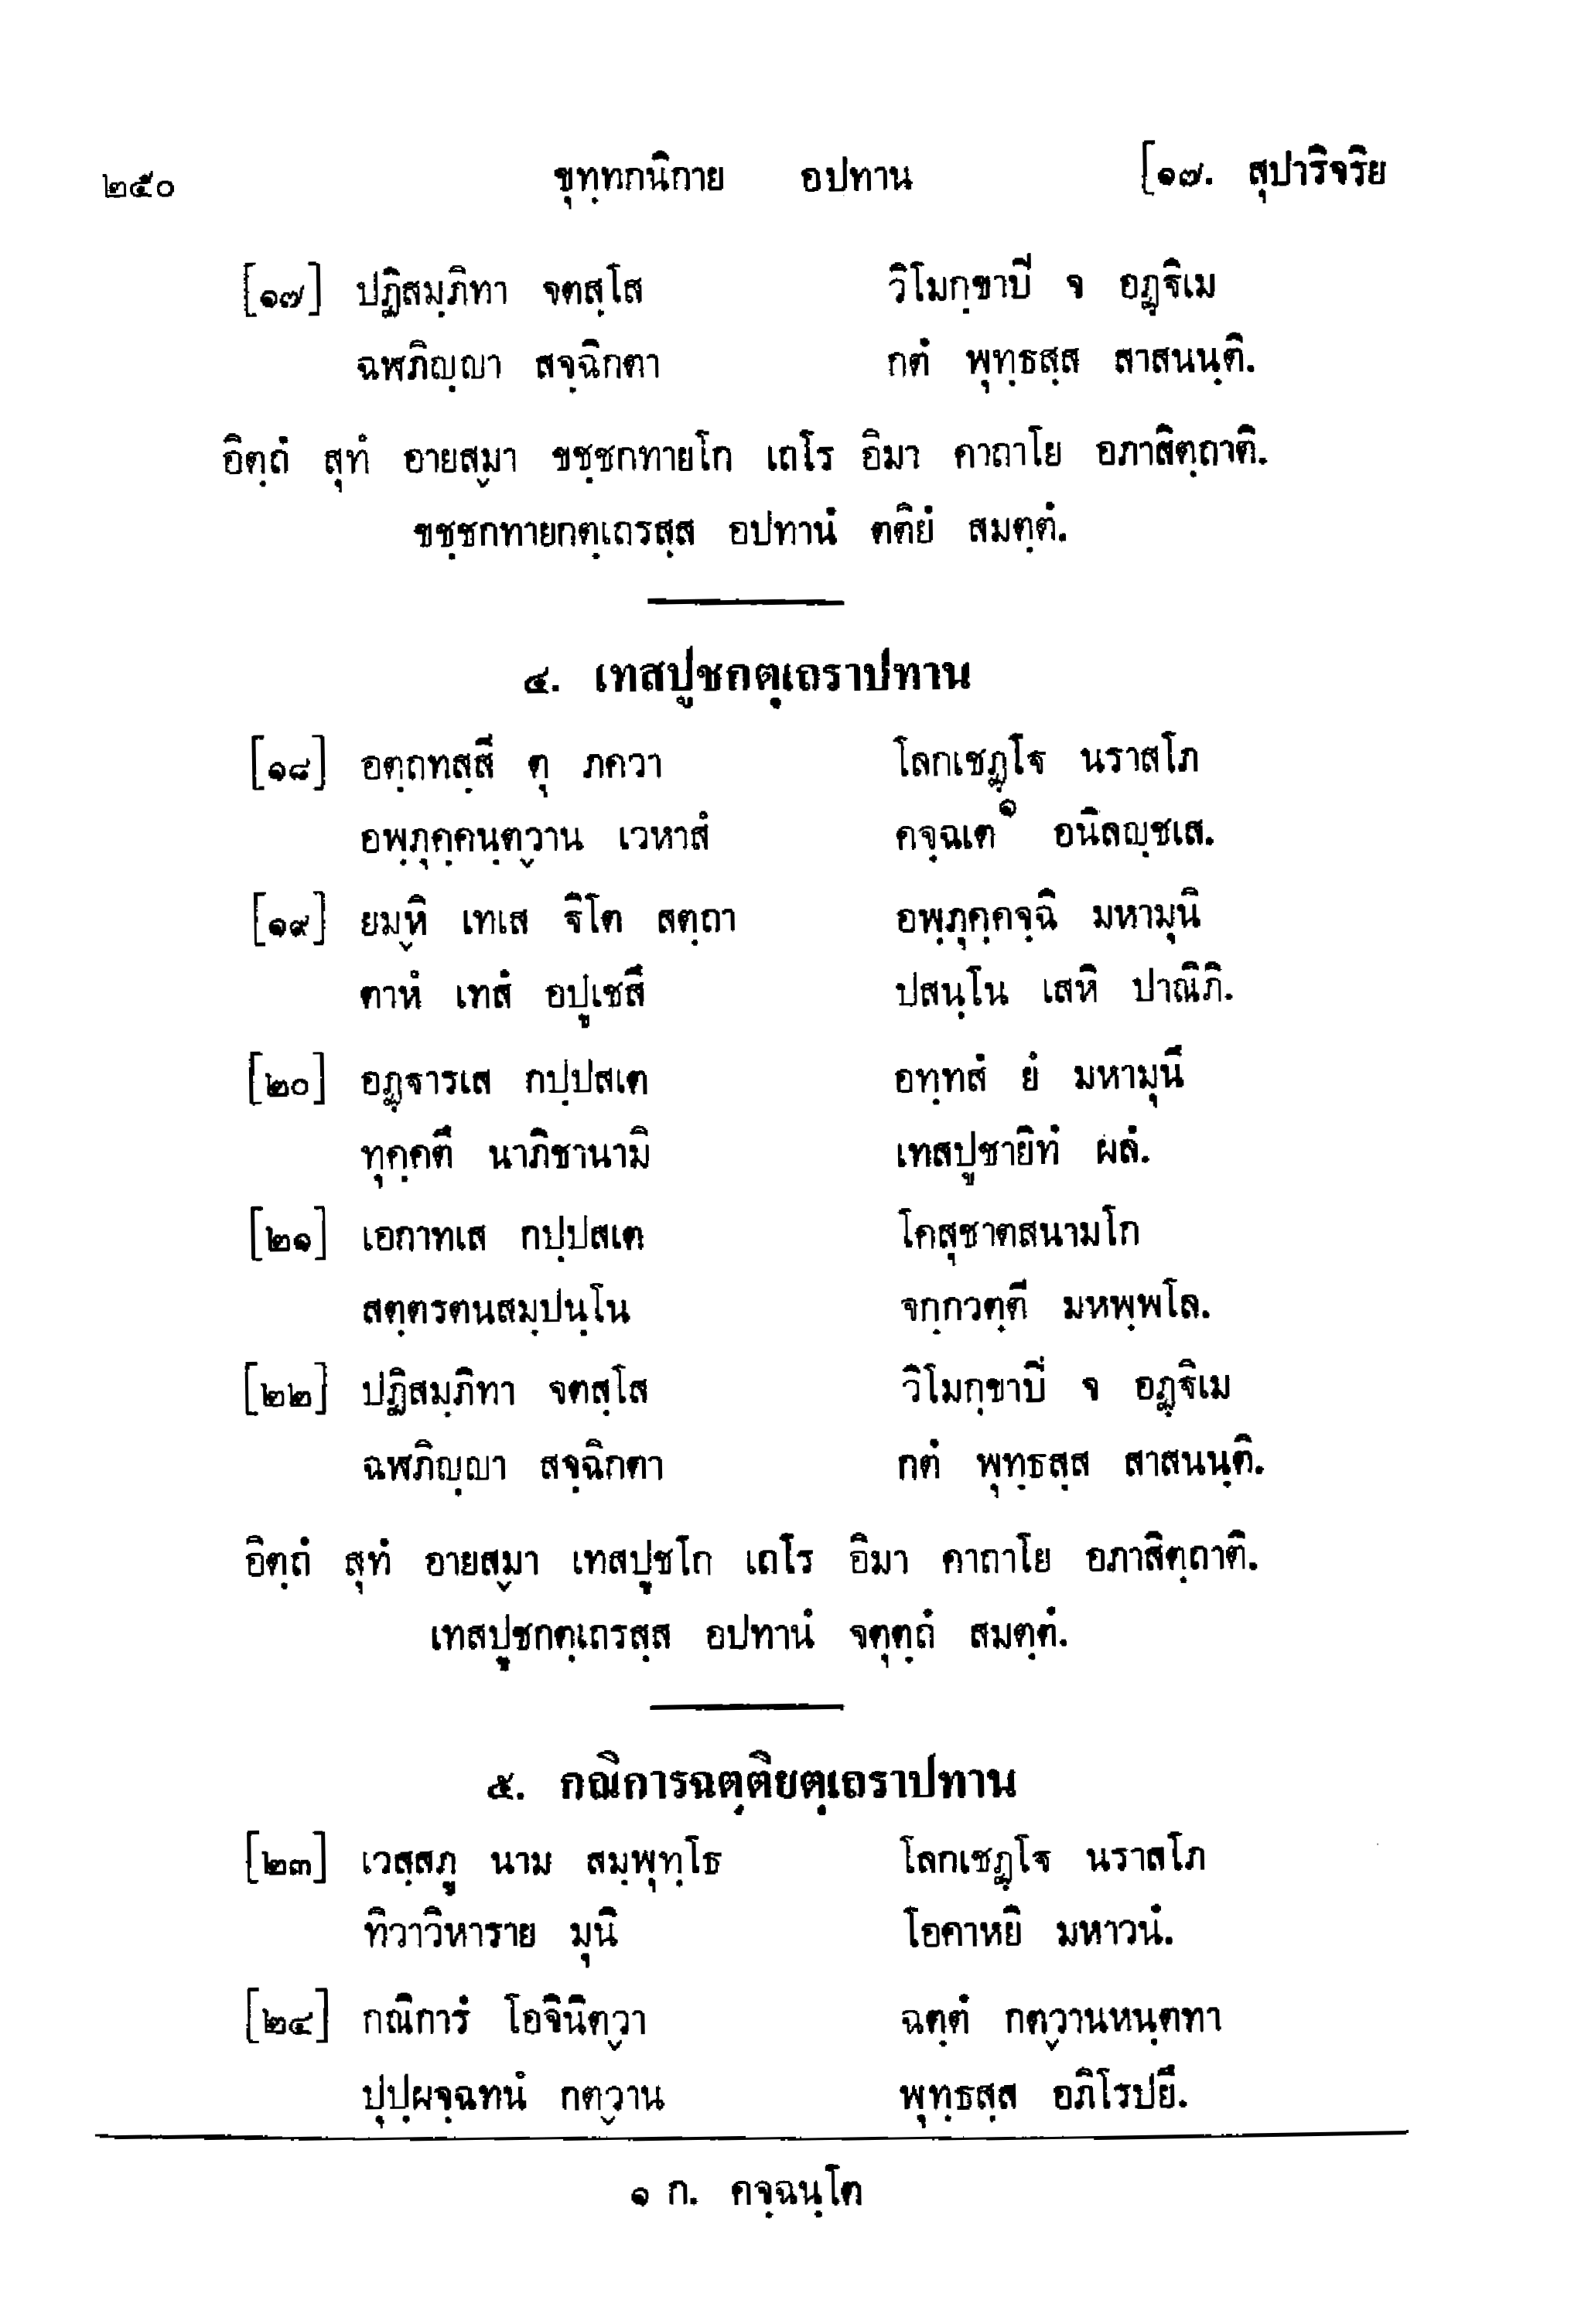 ๒๕๐ ขุทฺทกนิกาย อปทาน [๑๗. สุปาริจริย
[๑๗] ปฏิสมฺภิทา จตสฺโส วิโมกฺขาปิ จ อฏฺฐิเม
ฉฬภิญฺญา สจฺฉิกตา กตํ พุทฺธสฺส สาสนนฺติ.
อิตฺถํ สุทํ อายสฺมา ขชฺชกทายโก เถโร อิมา คาถาโย อภาสิตฺถาติ.
ขชฺชกทายกตฺเถรสฺส อปทานํ ตติยํ สมตฺตํ.
๔. เทสปูชกตฺเถราปทาน
[๑๘] อตฺถทสฺสี ตุ ภควา โลกเชฏฺโฐ นราสโภ
อพฺภุคฺคนฺตฺวาน เวหาสํ คจฺฉเต๑ อนิลญฺชเส.
[๑๙] ยมฺหิ เทเส ฐิโต สตฺถา อพฺภุคฺคจฺฉิ มหามุนิ
ตาหํ เทสํ อปูเชสึ ปสนฺโน เสหิ ปาณิภิ.
[๒๐] อฏฺฐารเส กปฺปสเต อทฺทสํ ยํ มหามุนึ
ทุคฺคตึ นาภิชานามิ เทสปูชายิทํ ผลํ.
[๒๑] เอกาทเส กปฺปสเต โคสุชาตสนามโก
สตฺตรตนสมฺปนฺโน จกฺกวตฺตี มหพฺพโล.
[๒๒] ปฏิสมฺภิทา จตสฺโส วิโมกฺขาปิ จ อฏฺฐิเม
ฉฬภิญฺญา สจฺฉิกตา กตํ พุทฺธสฺส สาสนนฺติ.
อิตฺถํ สุทํ อายสฺมา เทสปูชโก เถโร อิมา คาถาโย อภาสิตฺถาติ.
เทสปูชกตฺเถรสฺส อปทานํ จตุตฺถํ สมตฺตํ.
๕. กณิการฉตฺติยตฺเถราปทาน
[๒๓] เวสฺสภู นาม สมฺพุทฺโธ โลกเชฏฺโฐ นราสโภ
ทิวาวิหาราย มุนิ โอคาหยิ มหาวนํ.
[๒๔] กณิการํ โอจินิตฺวา ฉตฺตํ กตฺวานหนฺตทา
ปุปฺผจฺฉทนํ กตฺวาน พุทฺธสฺส อภิโรปยึ.
๑ ก. คจฺฉนฺโต